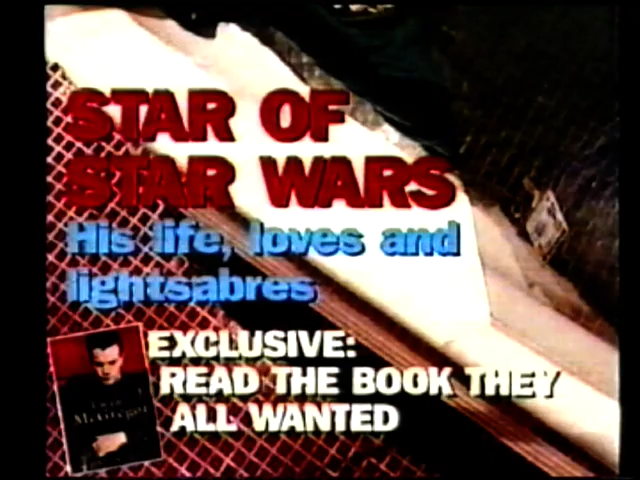 STAR OF
STAR WARS
His life, loves and
lightsabres
EXCLUSIVE:
READ THE BOOK THEY
ALL WANTED
McGregor